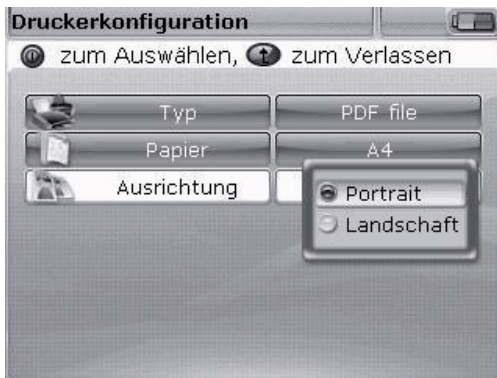 Druckerkonfiguration
zum Auswählen, zum Verlassen
Typ PDF file
Papier A4
Ausrichtung
Portrait
Landschaft